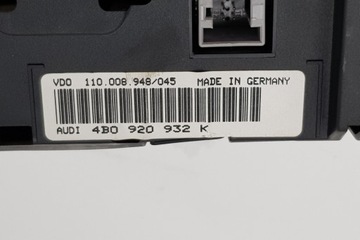 VDO 110.008.948/045 MADE IN GERMANY
AUDI 4B0 920 932 K